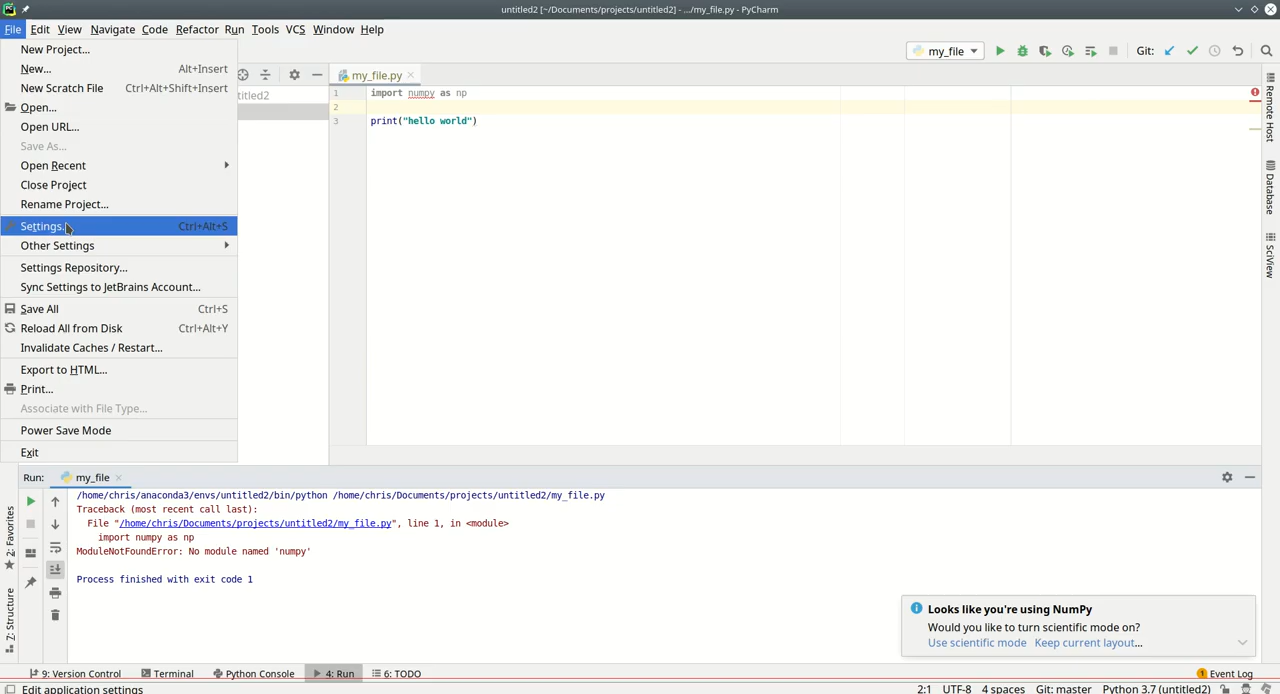 untitled2 [~/Documents/projects/untitled2] - .../my_file.py - PyCharm
File Edit View Navigate Code Refactor Run Tools VCS Window Help
New Project...
New... Alt+Insert
New Scratch File Ctrl+Alt+Shift+Insert
Open...
Open URL...
Save As...
Open Recent
Close Project
Rename Project...
Settings. Ctrl+Alt+S
Other Settings
Settings Repository...
Sync Settings to JetBrains Account...
Save All Ctrl+S
Reload All from Disk Ctrl+Alt+Y
Invalidate Caches / Restart...
Export to HTML...
Print...
Associate with File Type...
Power Save Mode
Exit
my_file
Git:
titled2
my_file.py
1 import numpy as np
2
3 print("hello world")
Remote Host
Database
SciView
Run: my_file
/home/chris/anaconda3/envs/untitled2/bin/python /home/chris/Documents/projects/untitled2/my_file.py
Traceback (most recent call last):
File "/home/chris/Documents/projects/untitled2/my_file.py", line 1, in <module>
import numpy as np
ModuleNotFoundError: No module named 'numpy'
Process finished with exit code 1
2: Favorites
7: Structure
Looks like you're using NumPy
Would you like to turn scientific mode on?
Use scientific mode Keep current layout...
9: Version Control Terminal Python Console 4: Run 6: TODO 1 Event Log
Edit application settings 2:1 UTF-8 4 spaces Git: master Python 3.7 (untitled2)